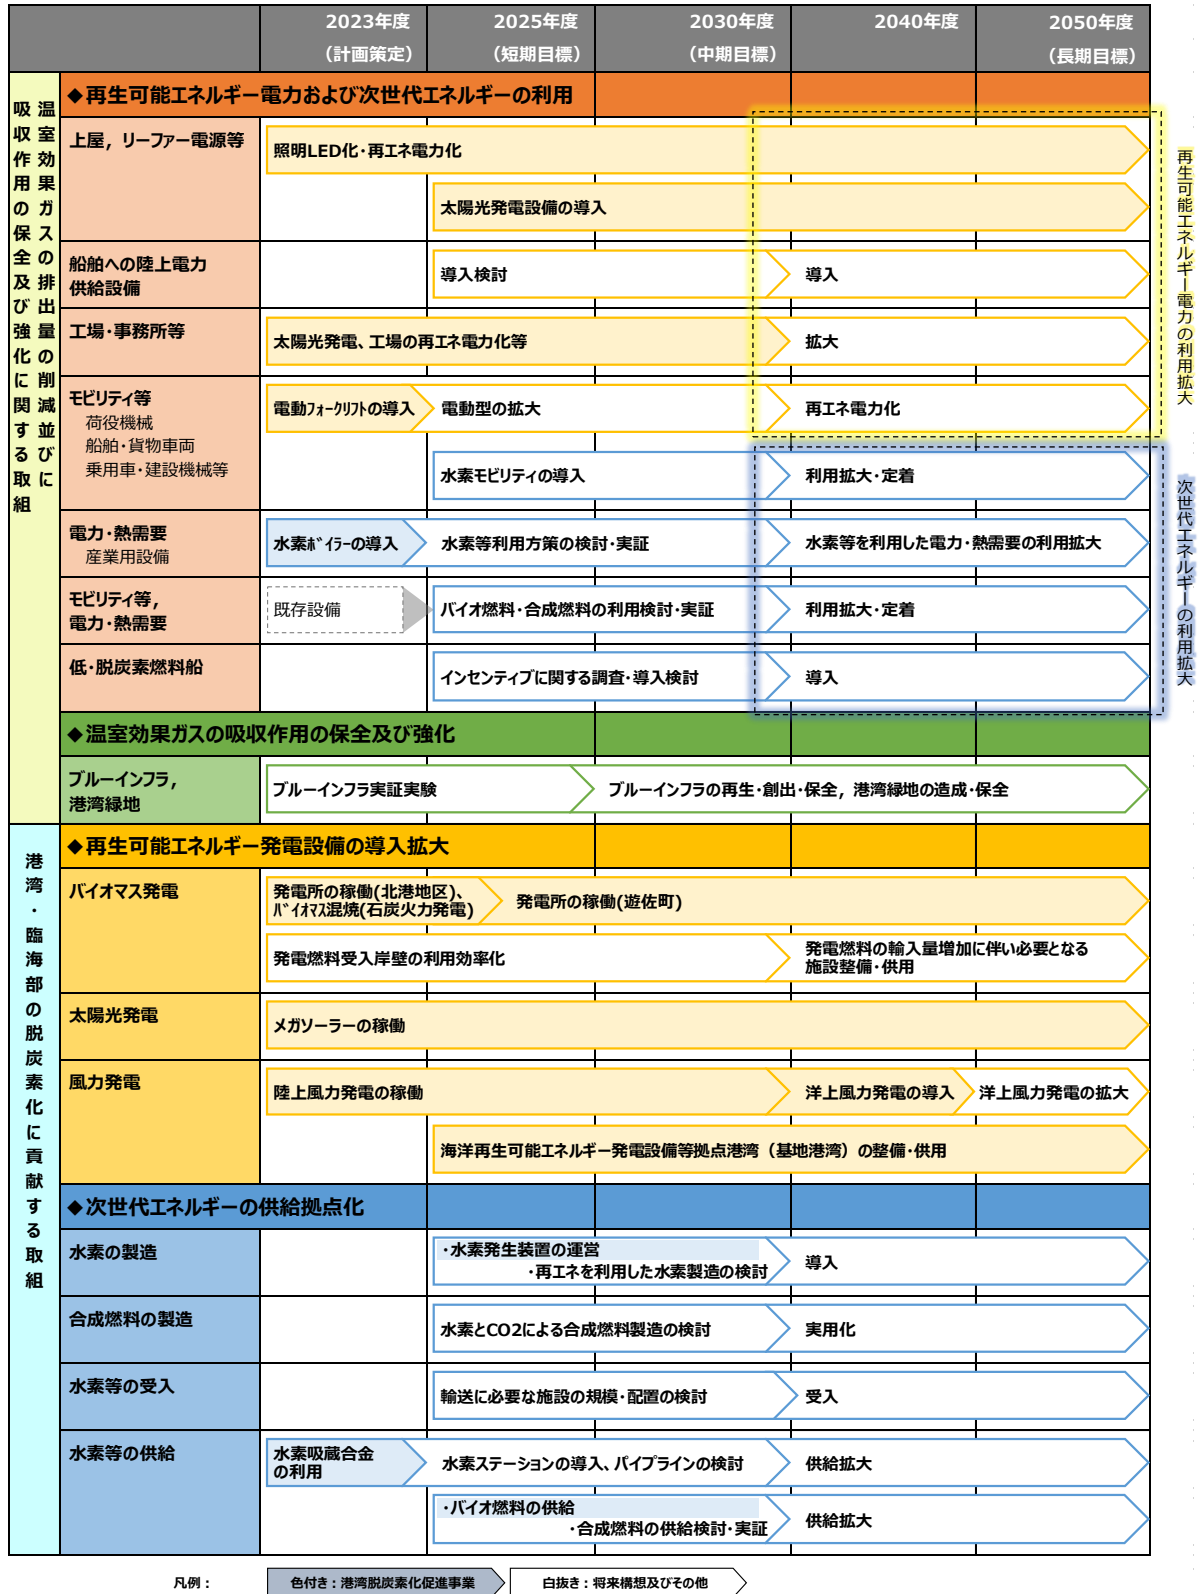 2023年度
(計画策定)
2025年度
(短期目標)
2030年度
(中期目標)
2040年度
2050年度
(長期目標)
温室効果ガスの排出量の削減並びに
吸収作用の保全及び強化に関する取組
◆再生可能エネルギー電力および次世代エネルギーの利用
上屋，リーファー電源等
照明LED化・再エネ電力化
太陽光発電設備の導入
船舶への陸上電力
供給設備
導入検討
導入
工場・事務所等
太陽光発電、工場の再エネ電力化等
拡大
モビリティ等
荷役機械
船舶・貨物車両
乗用車・建設機械等
電動フォークリフトの導入
電動型の拡大
再エネ電力化
水素モビリティの導入
利用拡大・定着
電力・熱需要
産業用設備
水素ボイラーの導入
水素等利用方策の検討・実証
水素等を利用した電力・熱需要の利用拡大
モビリティ等，
電力・熱需要
既存設備
バイオ燃料・合成燃料の利用検討・実証
利用拡大・定着
低・脱炭素燃料船
インセンティブに関する調査・導入検討
導入
再生可能エネルギー電力の利用拡大
次世代エネルギーの利用拡大
◆温室効果ガスの吸収作用の保全及び強化
ブルーインフラ，
港湾緑地
ブルーインフラ実証実験
ブルーインフラの再生・創出・保全，港湾緑地の造成・保全
港湾・臨海部の脱炭素化に貢献する取組
◆再生可能エネルギー発電設備の導入拡大
バイオマス発電
発電所の稼働(北港地区)、
バイオマス混焼(石炭火力発電)
発電所の稼働(遊佐町)
発電燃料受入岸壁の利用効率化
発電燃料の輸入量増加に伴い必要となる
施設整備・供用
太陽光発電
メガソーラーの稼働
風力発電
陸上風力発電の稼働
洋上風力発電の導入
洋上風力発電の拡大
海洋再生可能エネルギー発電設備等拠点港湾（基地港湾）の整備・供用
◆次世代エネルギーの供給拠点化
水素の製造
・水素発生装置の運営
・再エネを利用した水素製造の検討
導入
合成燃料の製造
水素とCO2による合成燃料製造の検討
実用化
水素等の受入
輸送に必要な施設の規模・配置の検討
受入
水素等の供給
水素吸蔵合金
の利用
水素ステーションの導入、パイプラインの検討
供給拡大
・バイオ燃料の供給
・合成燃料の供給検討・実証
供給拡大
凡例：
色付き：港湾脱炭素化促進事業
白抜き：将来構想及びその他